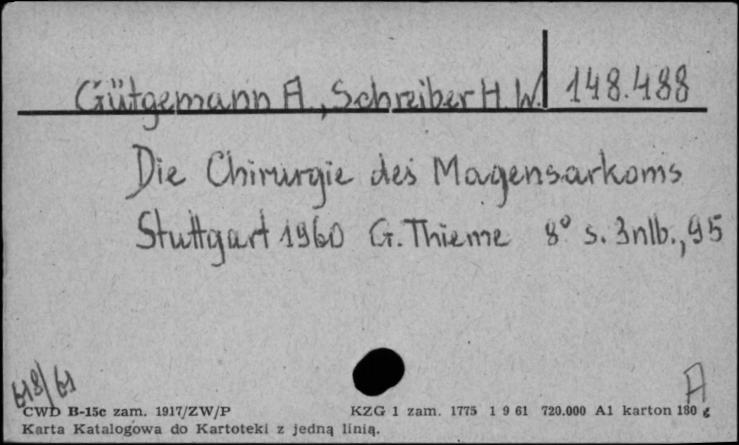 Gütgemann A., Schreiber H. W. 148.488
Die Chirurgie des Magensarkoms
Stuttgart 1960 G. Thieme 8° s. 3nlb., 95
618/61
A
CWD B-15c zam. 1917/ZW/P KZG 1 zam. 1775 1 9 61 720.000 A1 karton 180 g
Karta Katalogowa do Kartoteki z jedną linią.